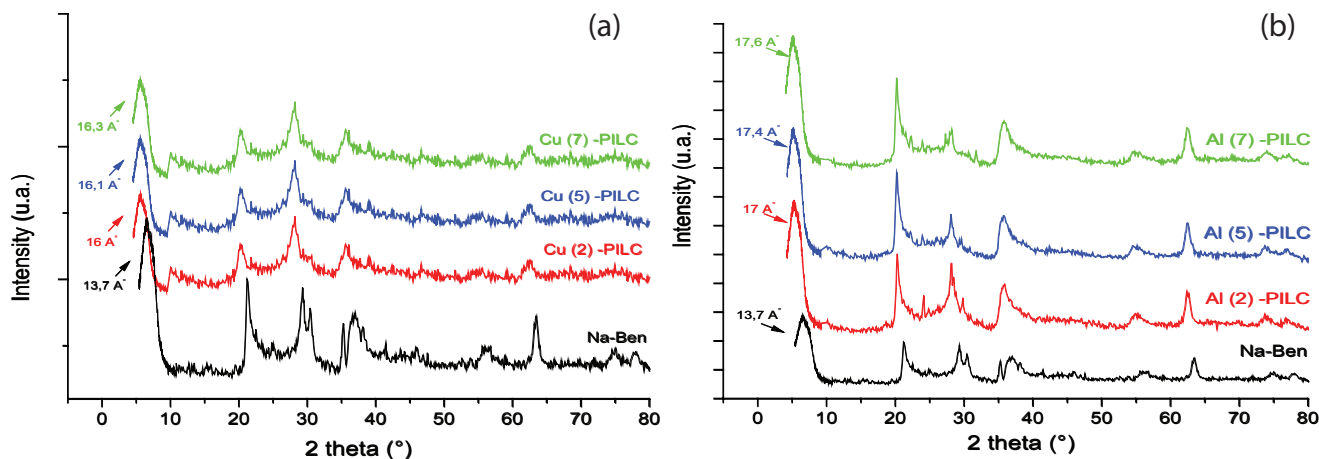 (a)
16,3 A-
16,1 A-
16 A-
13,7 A-
Cu (7) -PILC
Cu (5) -PILC
Cu (2) -PILC
Na-Ben
Intensity (u.a.)
0 10 20 30 40 50 60 70 80
2 theta (°)
(b)
17,6 A-
17,4 A-
17 A-
13,7 A-
Al (7) -PILC
Al (5) -PILC
Al (2) -PILC
Na-Ben
Intensity (u.a.)
0 10 20 30 40 50 60 70 80
2 theta (°)